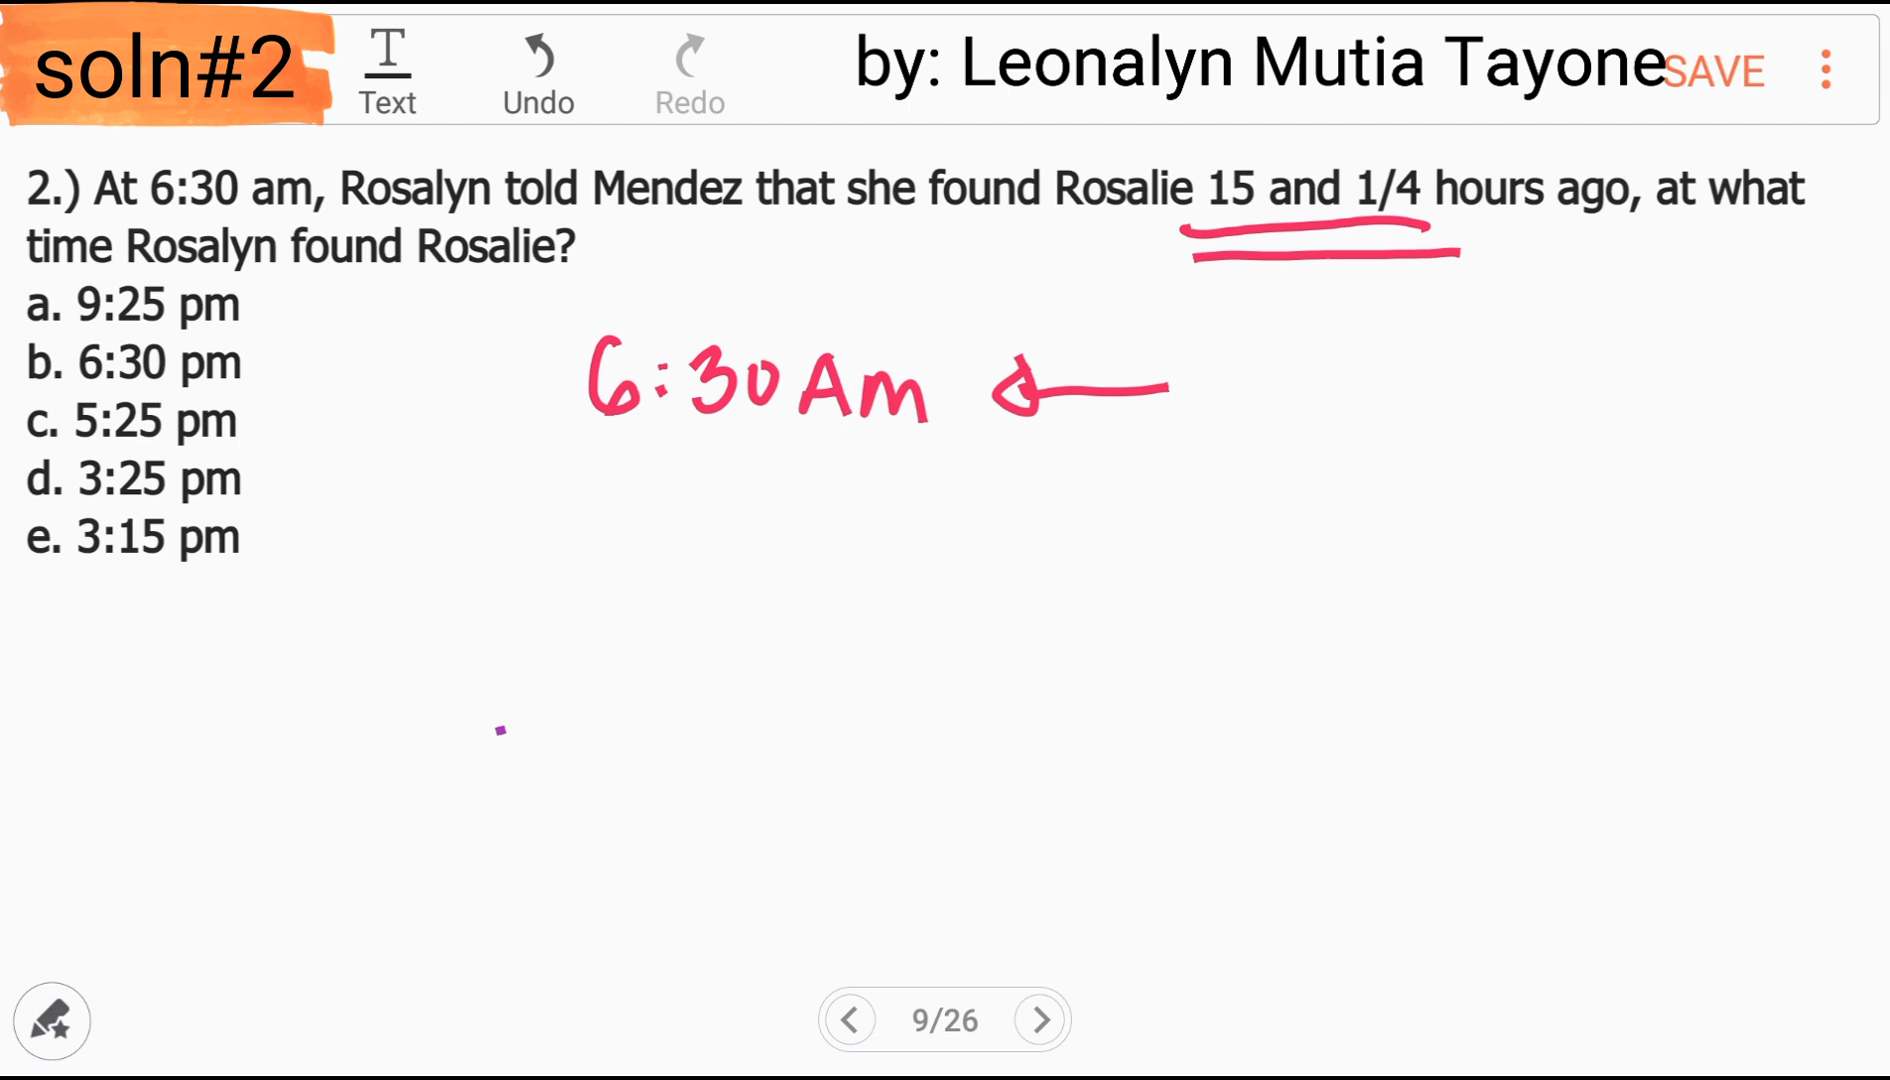 soln#2
Text
Undo
Redo
by: Leonalyn Mutia Tayone
SAVE
2.) At 6:30 am, Rosalyn told Mendez that she found Rosalie 15 and 1/4 hours ago, at what
time Rosalyn found Rosalie?
a. 9:25 pm
b. 6:30 pm
c. 5:25 pm
d. 3:25 pm
e. 3:15 pm
6:30 Am
9/26